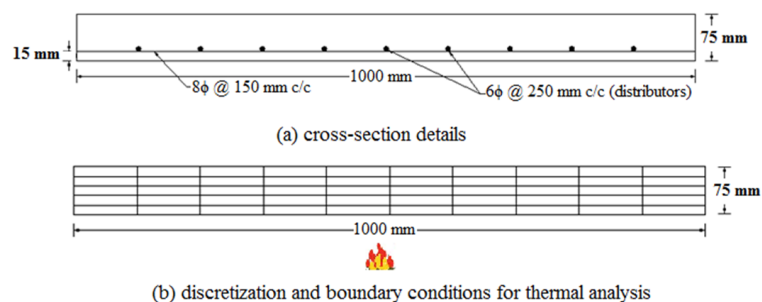 15 mm
75 mm
1000 mm
8ϕ @ 150 mm c/c
6ϕ @ 250 mm c/c (distributors)
(a) cross-section details
75 mm
1000 mm
(b) discretization and boundary conditions for thermal analysis